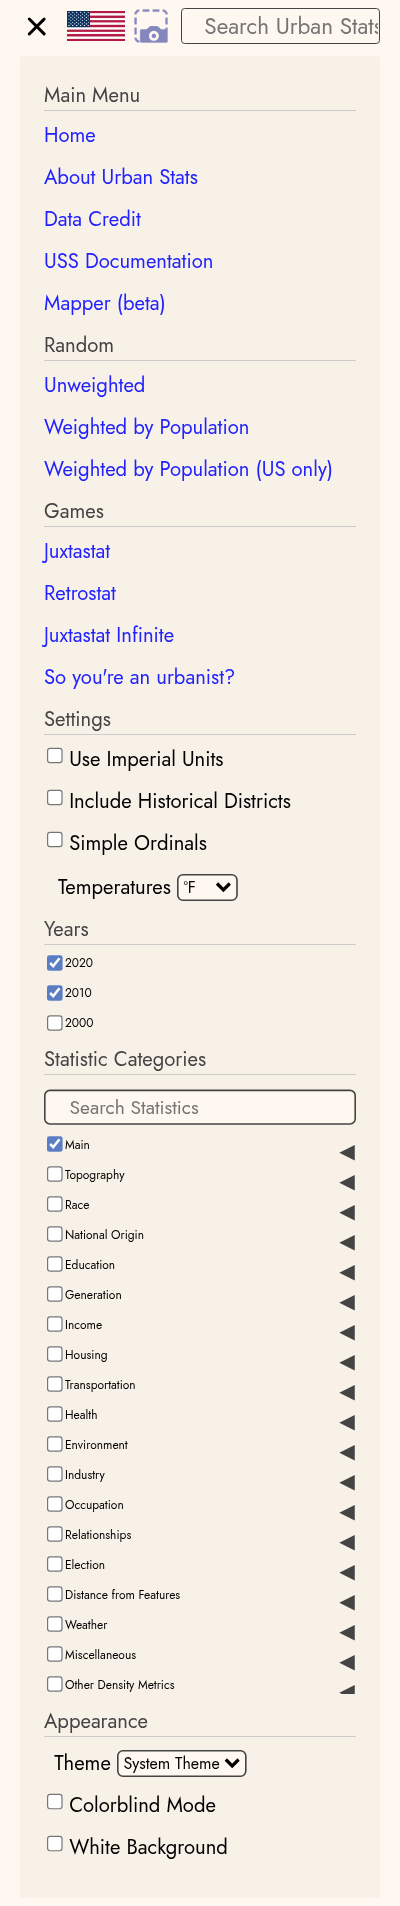 Search Urban Stats
Main Menu
Home
About Urban Stats
Data Credit
USS Documentation
Mapper (beta)
Random
Unweighted
Weighted by Population
Weighted by Population (US only)
Games
Juxtastat
Retrostat
Juxtastat Infinite
So you're an urbanist?
Settings
Use Imperial Units
Include Historical Districts
Simple Ordinals
Temperatures °F
Years
2020
2010
2000
Statistic Categories
Search Statistics
Main
Topography
Race
National Origin
Education
Generation
Income
Housing
Transportation
Health
Environment
Industry
Occupation
Relationships
Election
Distance from Features
Weather
Miscellaneous
Other Density Metrics
Appearance
Theme System Theme
Colorblind Mode
White Background